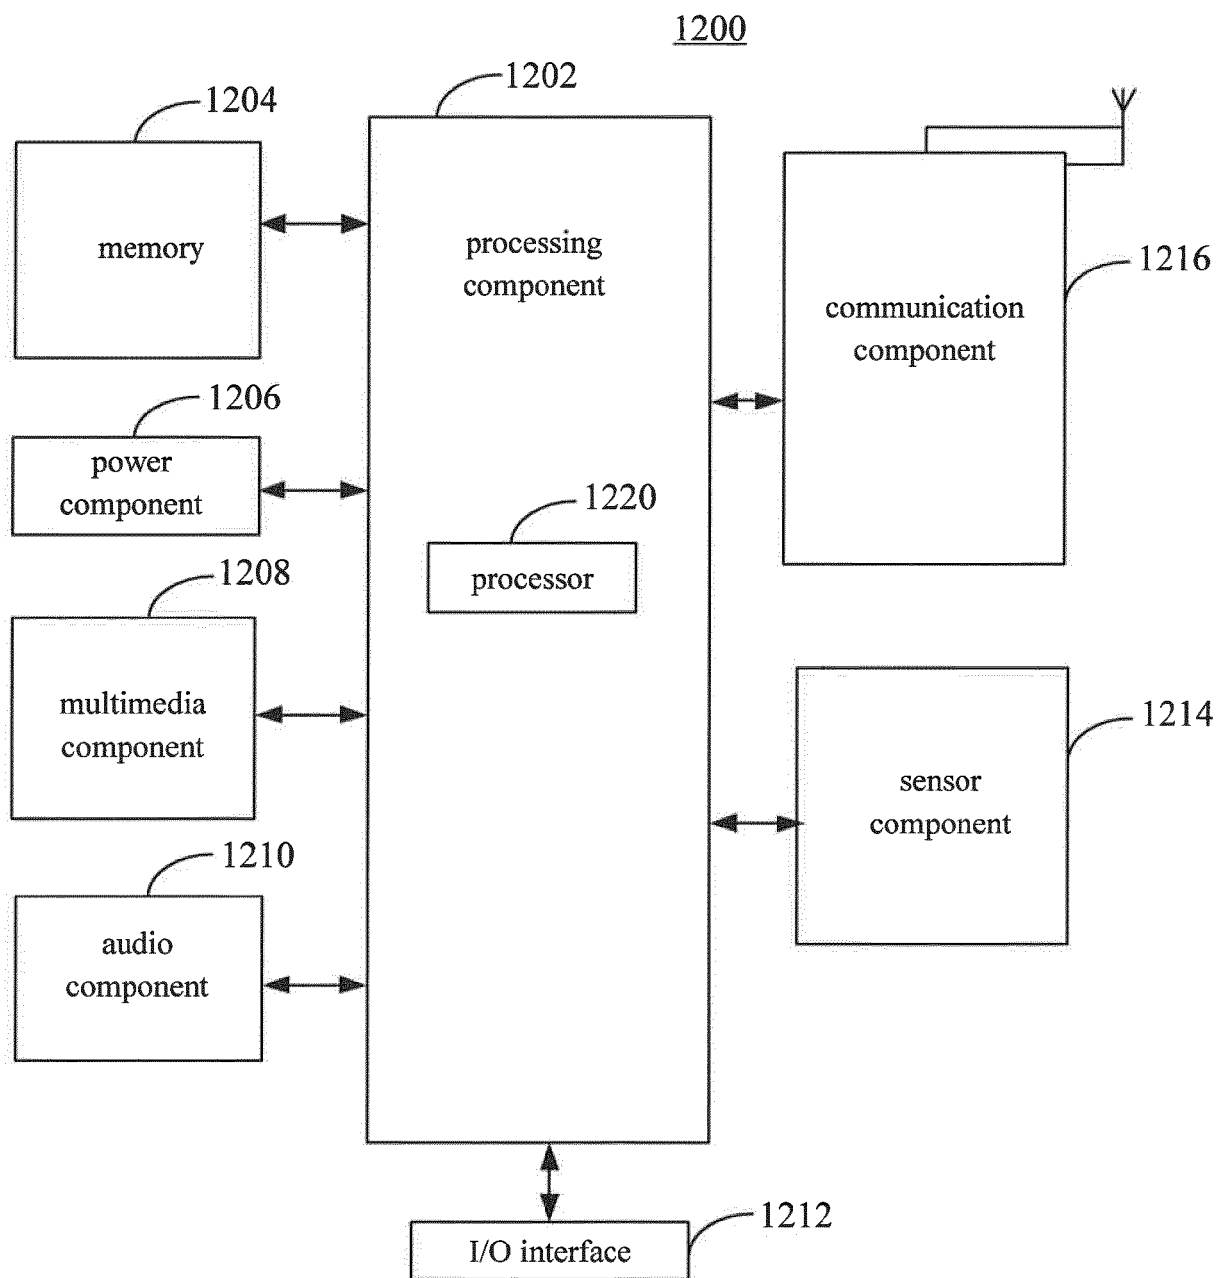 1200
1202
1204
memory
processing
component
communication
component
1216
1206
power
component
1220
processor
1208
multimedia
component
1214
sensor
component
1210
audio
component
1212
I/O interface